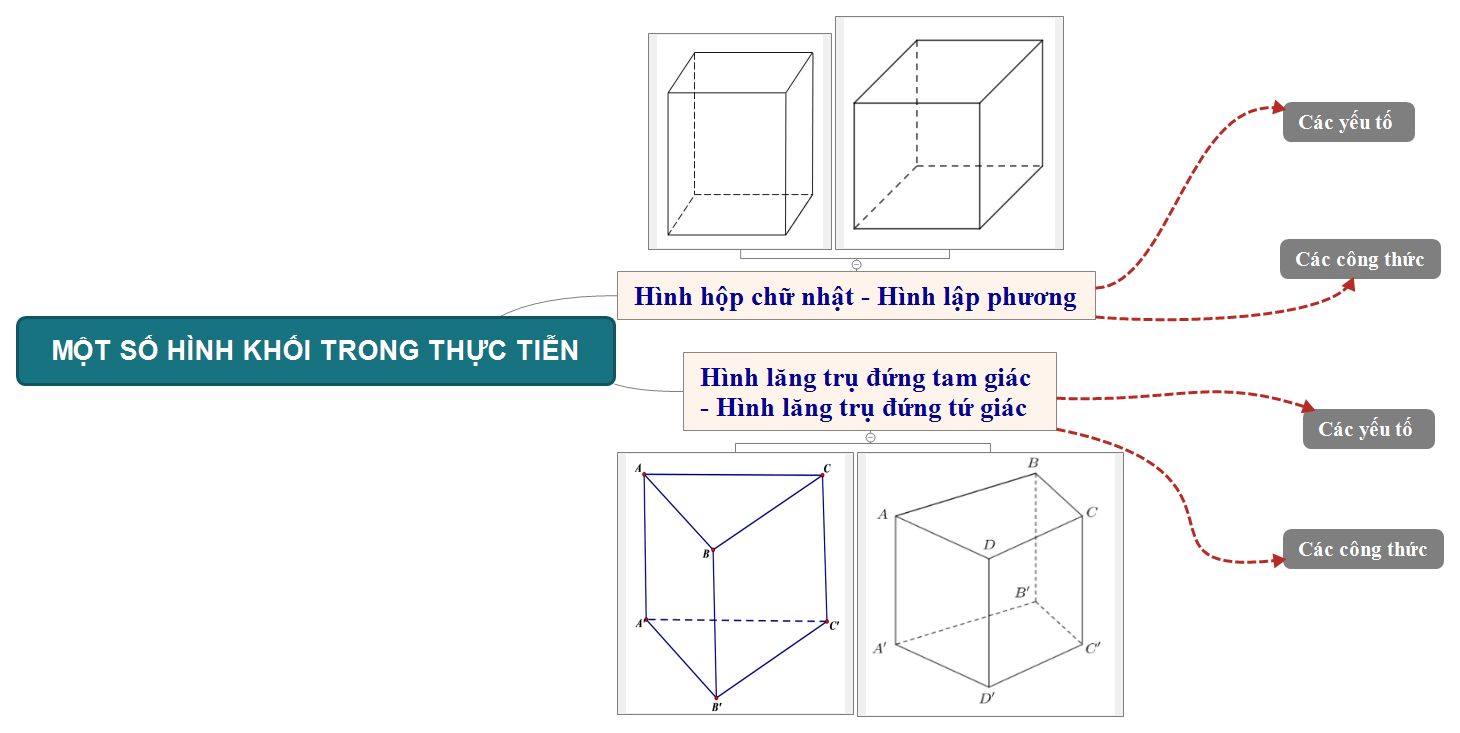 MỘT SỐ HÌNH KHỐI TRONG THỰC TIỄN
Hình hộp chữ nhật - Hình lập phương
Các yếu tố
Các công thức
Hình lăng trụ đứng tam giác
- Hình lăng trụ đứng tứ giác
Các yếu tố
Các công thức
A
C
B
A'
C'
B'
B
A
C
D
B'
A'
C'
D'